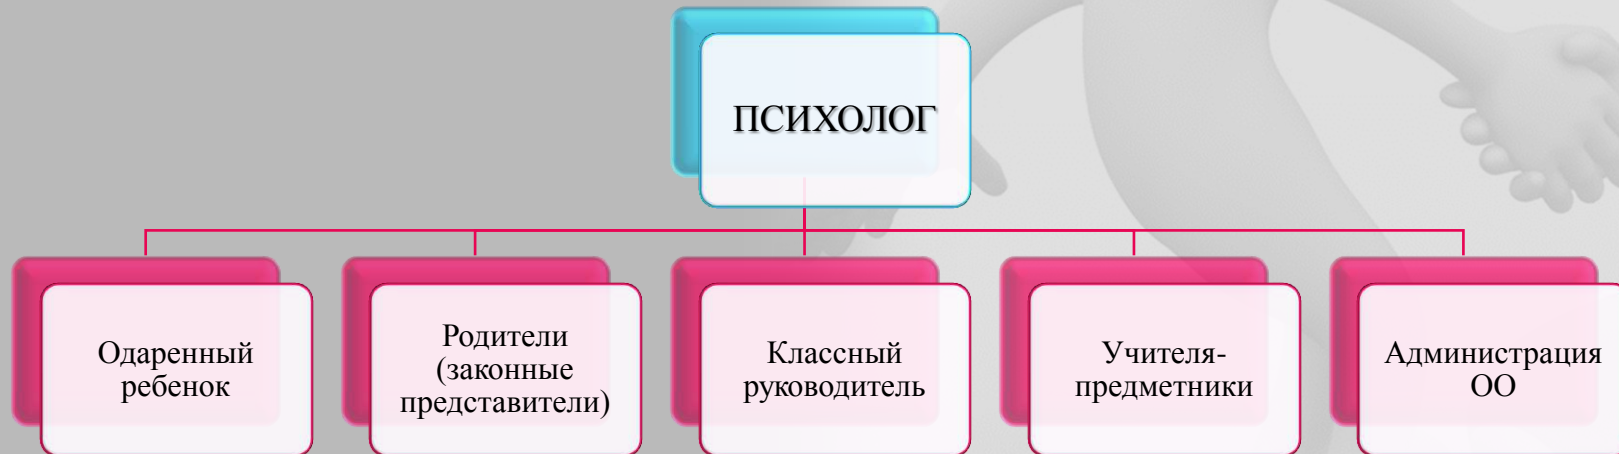 ПСИХОЛОГ
Одаренный
ребенок
Родители
(законные
представители)
Классный
руководитель
Учителя-
предметники
Администрация
ОО